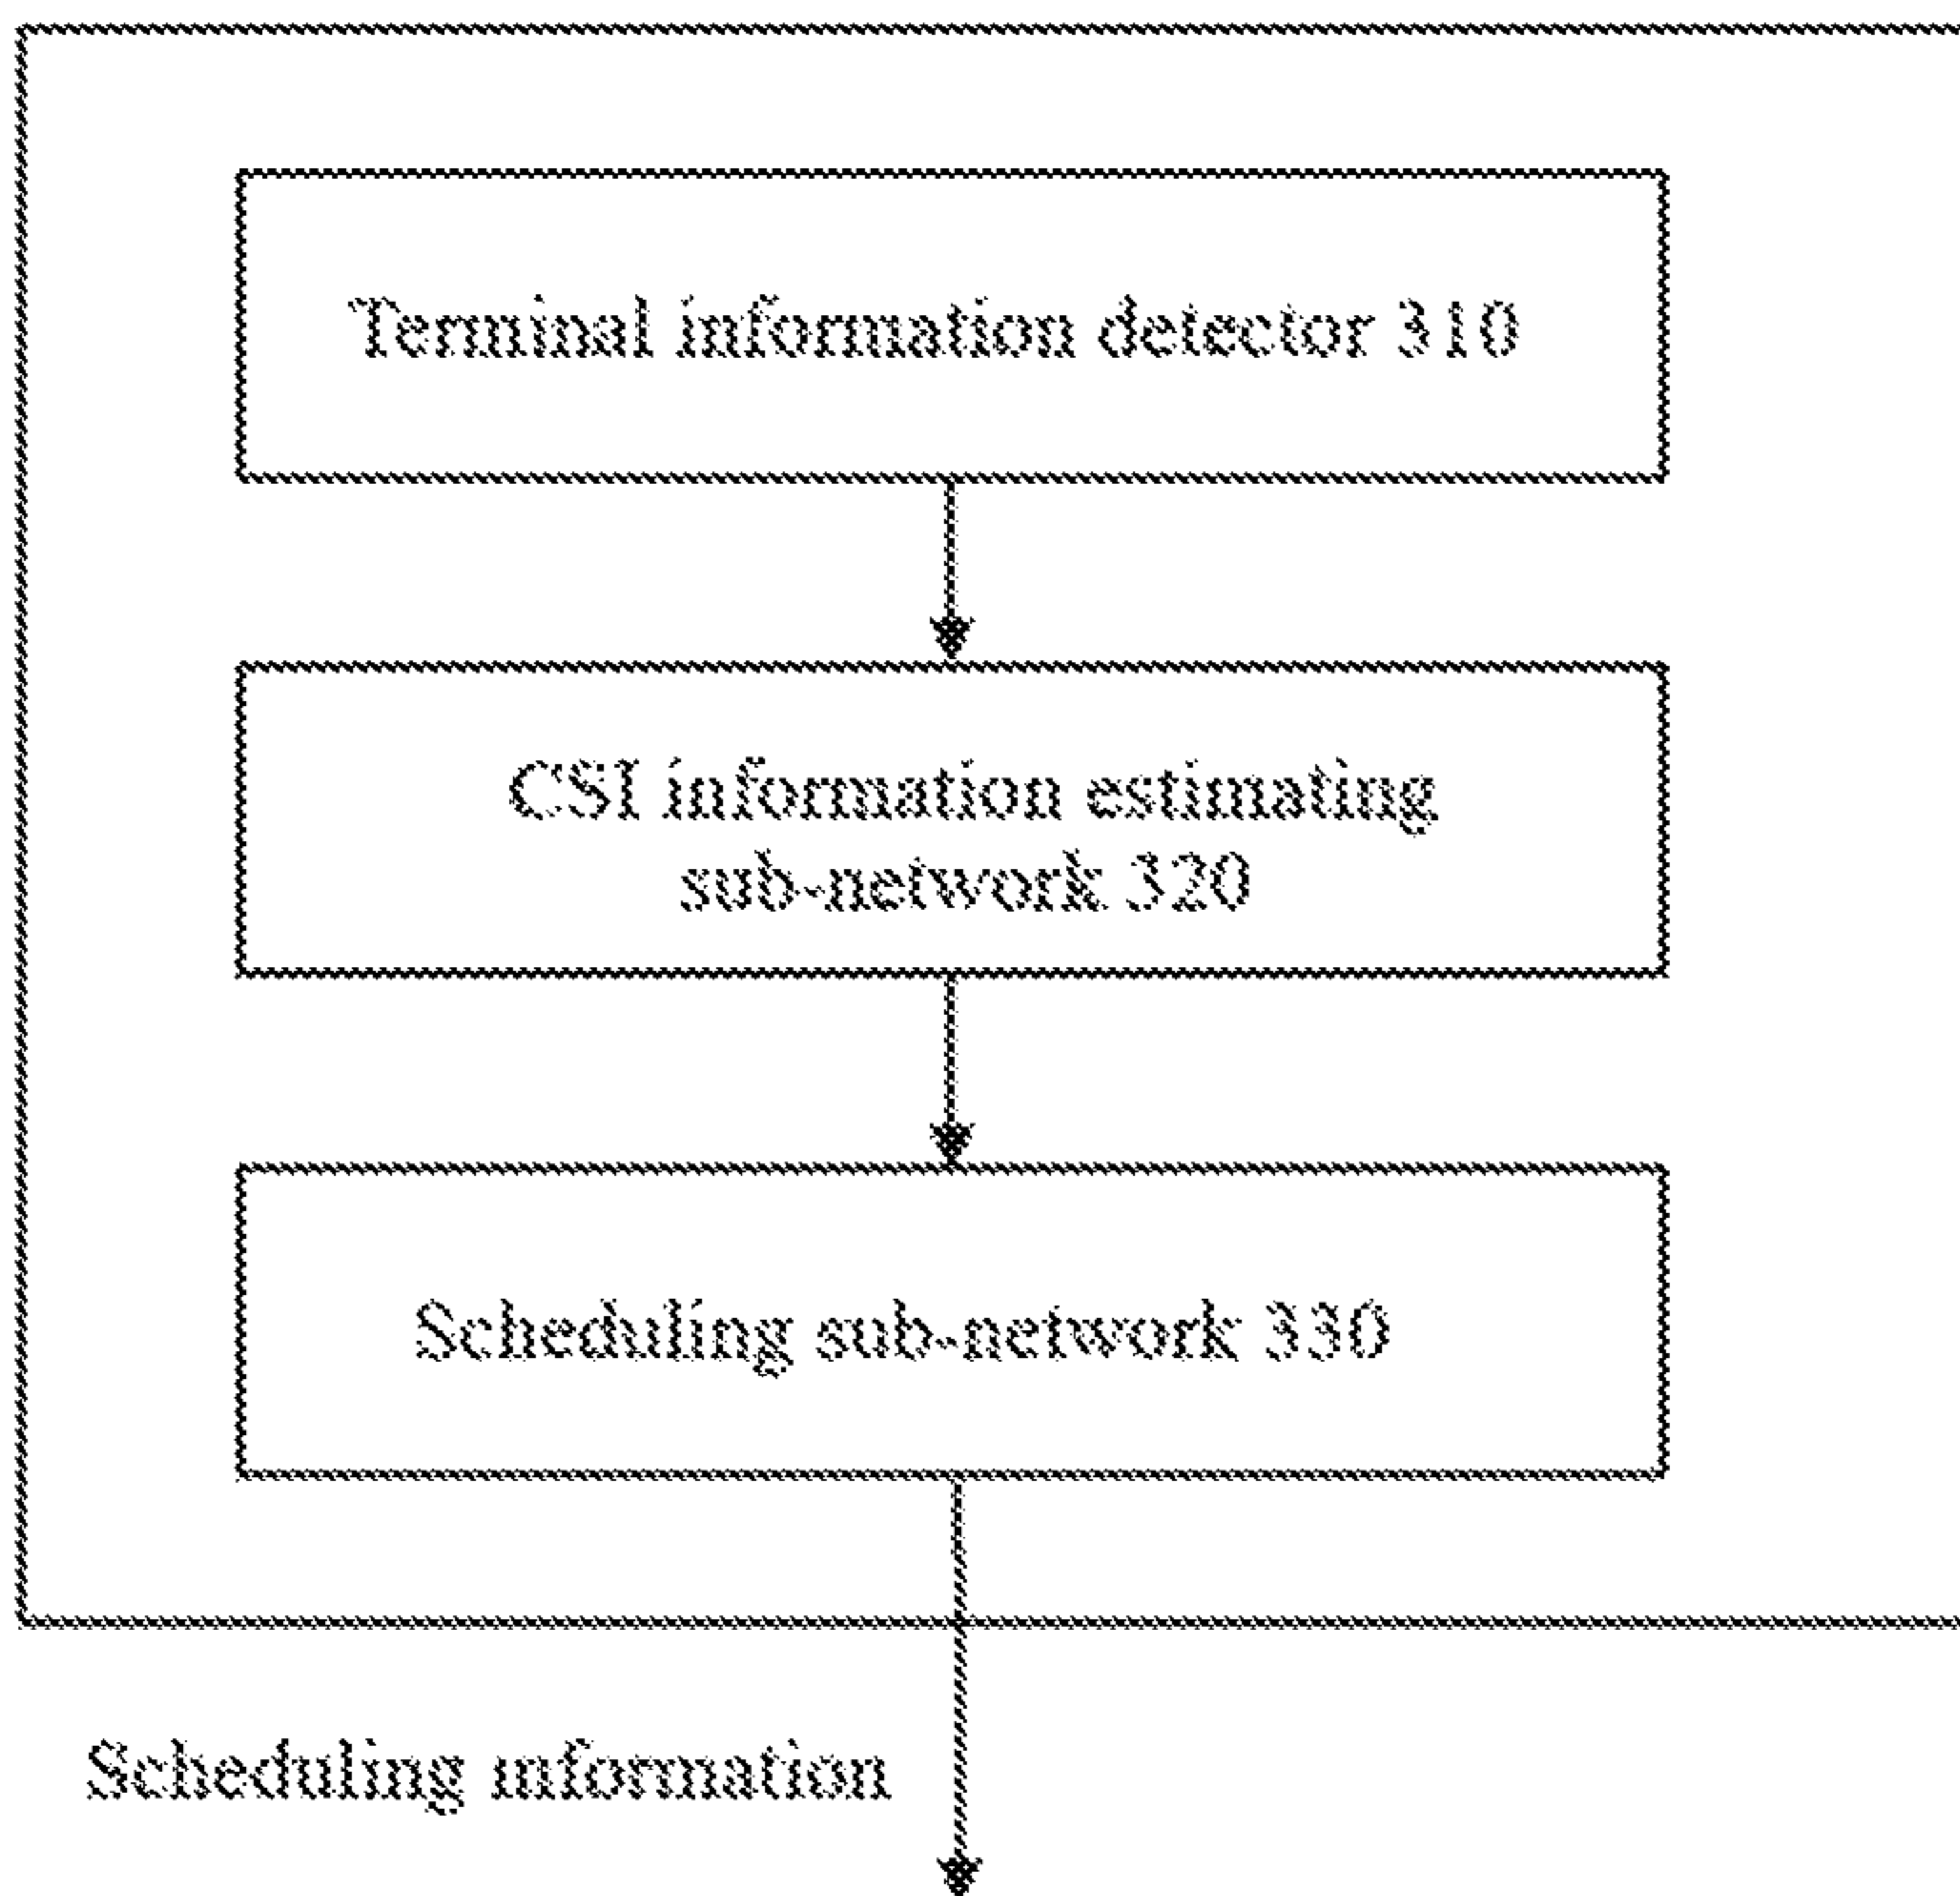 Terminal information detector 310
CSI information estimating
sub-network 320
Scheduling sub-network 330
Scheduling information